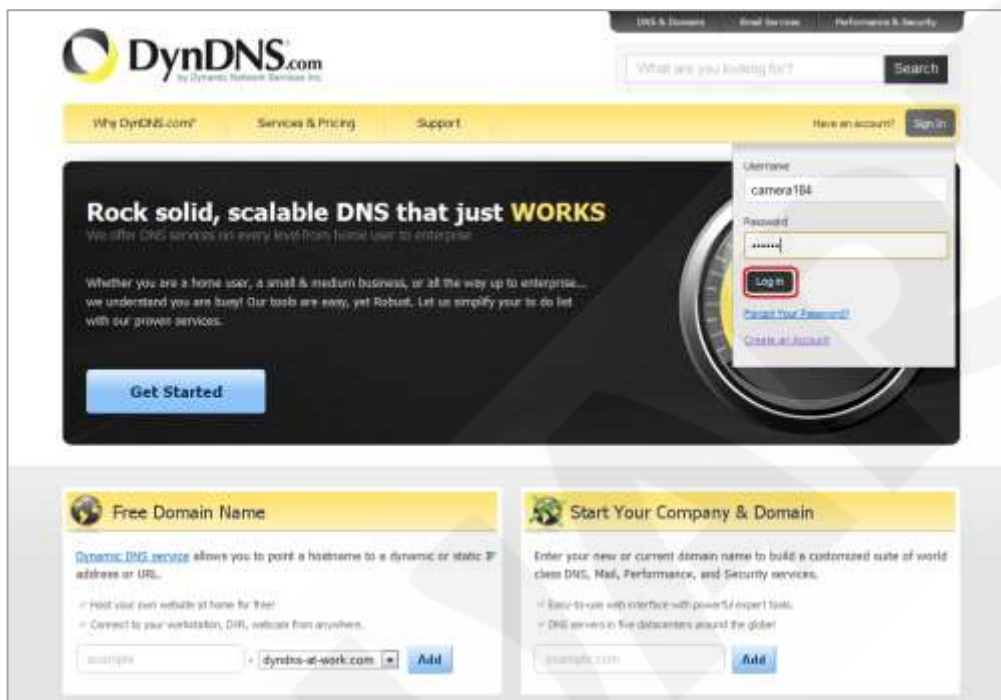 DNS & Domains Email Services Performance & Security
DynDNS.com
by Dynamic Network Services Inc.
What are you looking for? Search
Why DynDNS.com? Services & Pricing Support Have an account? Sign In
Username
camera184
Password
•••••••
Log in
Forgot Your Password?
Create an Account
Rock solid, scalable DNS that just WORKS
We offer DNS services on every level from home user to enterprise
Whether you are a home user, a small & medium business, or all the way up to enterprise...
we understand you are busy! Our tools are easy, yet Robust. Let us simplify your to do list
with our proven services.
Get Started
Free Domain Name
Dynamic DNS service allows you to point a hostname to a dynamic or static IP
address or URL.
Host your own website at home for free!
Connect to your workstation, DVR, webcam from anywhere.
example . dyndns-at-work.com Add
Start Your Company & Domain
Enter your new or current domain name to build a customized suite of world
class DNS, Mail, Performance, and Security services.
Easy-to-use web interface with powerful expert tools.
DNS servers in five datacenters around the globe!
example.com Add